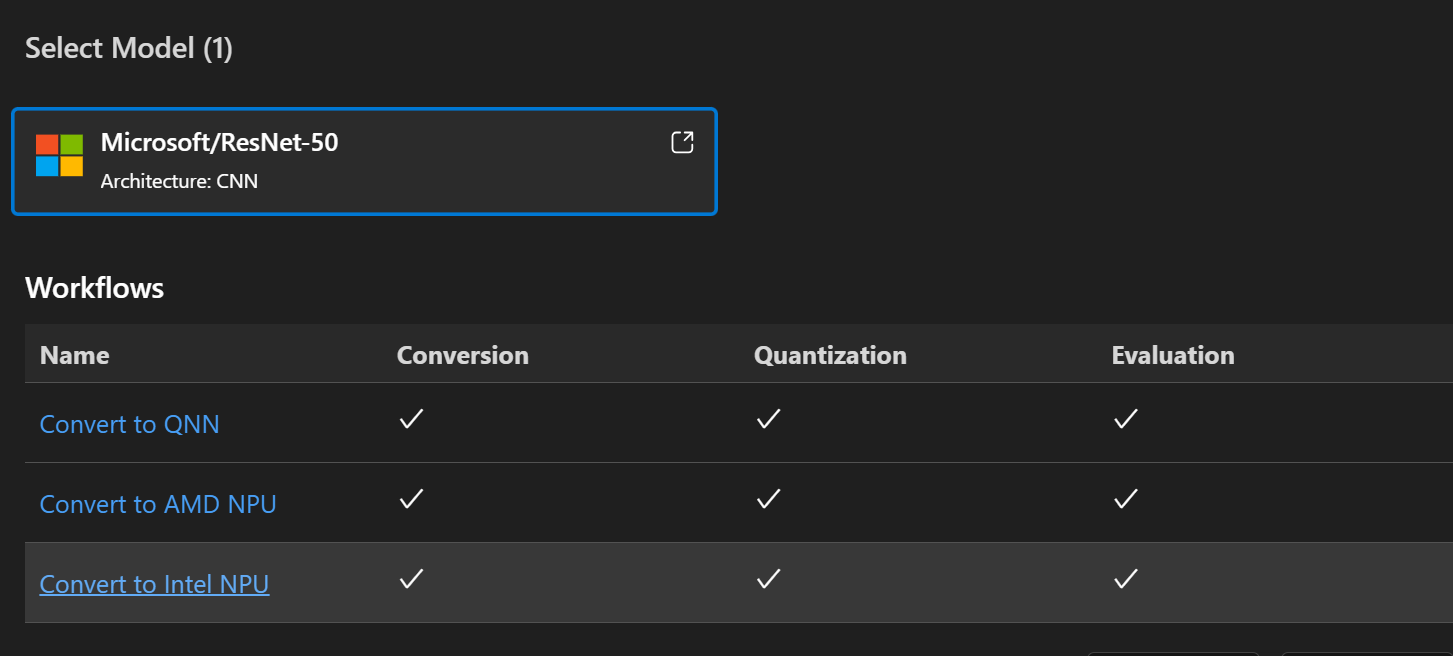 Select Model (1)
Microsoft/ResNet-50
Architecture: CNN
Workflows
Name Conversion Quantization Evaluation
Convert to QNN
Convert to AMD NPU
Convert to Intel NPU